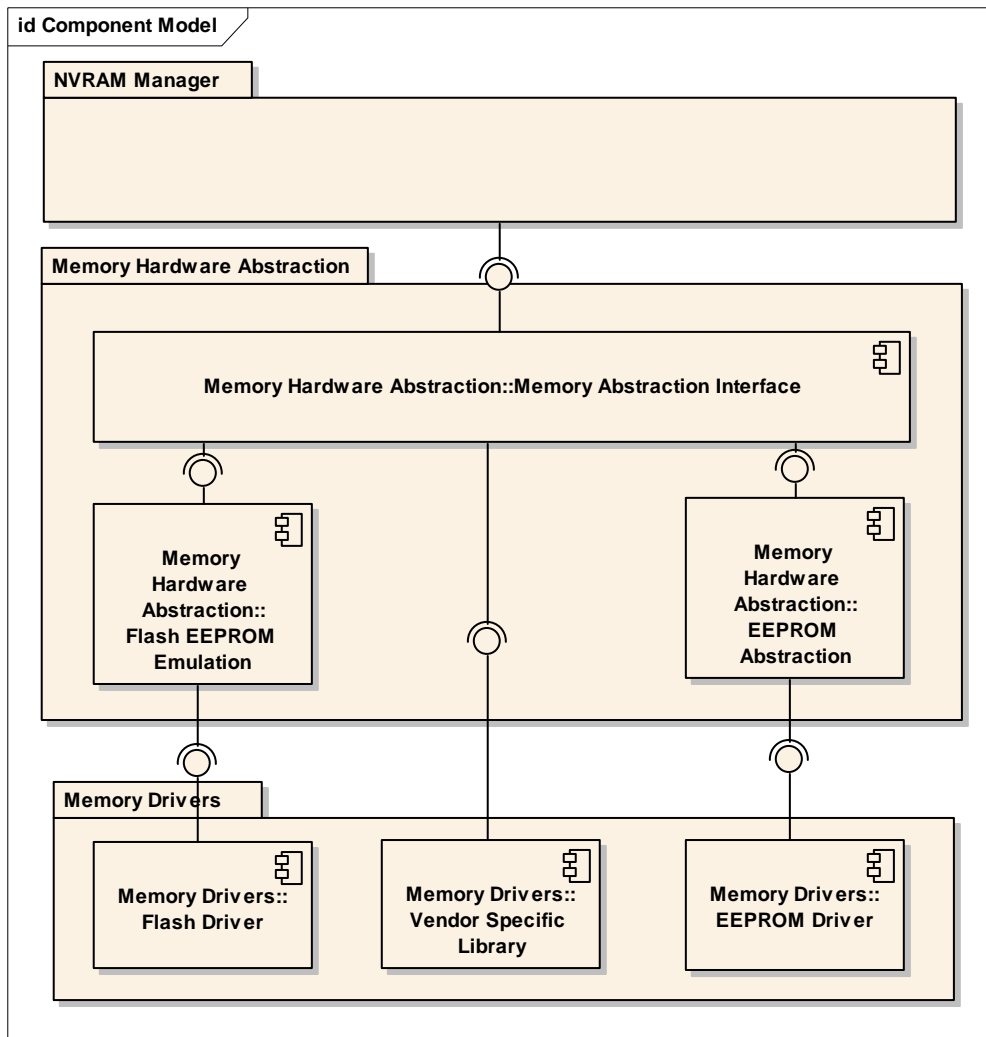 id Component Model
NVRAM Manager
Memory Hardware Abstraction
Memory Hardware Abstraction::Memory Abstraction Interface
Memory
Hardware
Abstraction::
Flash EEPROM
Emulation
Memory
Hardware
Abstraction::
EEPROM
Abstraction
Memory Drivers
Memory Drivers::
Flash Driver
Memory Drivers::
Vendor Specific
Library
Memory Drivers::
EEPROM Driver